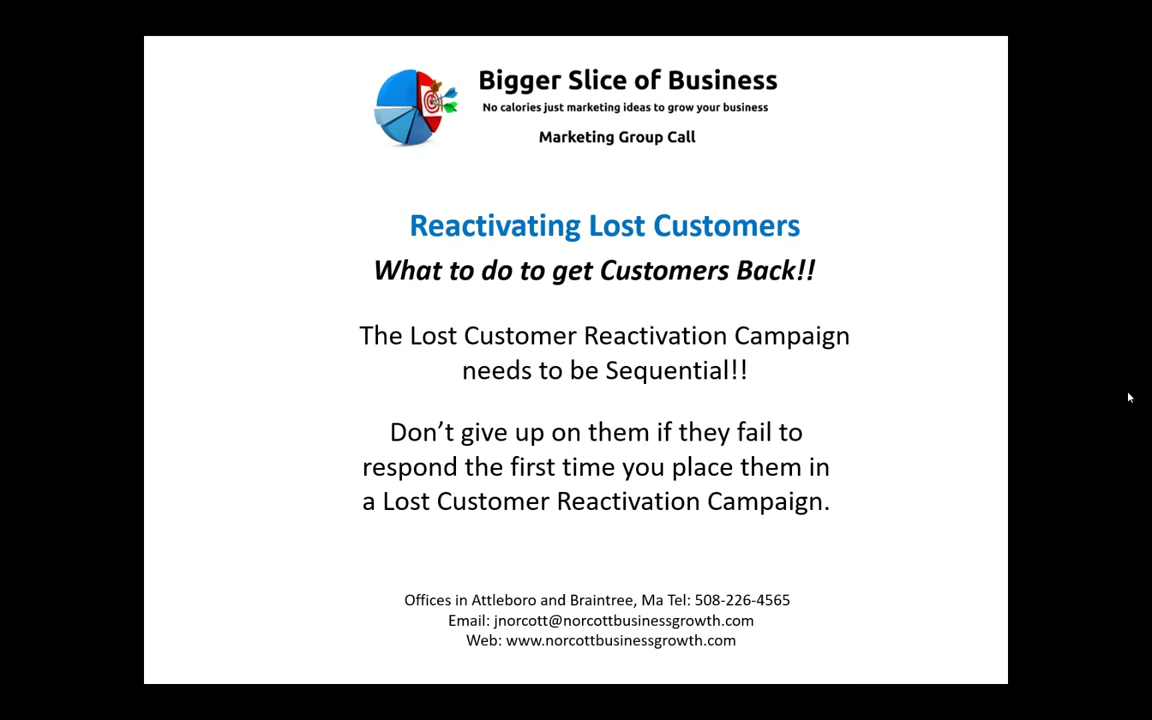 Bigger Slice of Business
No calories just marketing ideas to grow your business
Marketing Group Call
Reactivating Lost Customers
What to do to get Customers Back!!
The Lost Customer Reactivation Campaign
needs to be Sequential!!
Don’t give up on them if they fail to
respond the first time you place them in
a Lost Customer Reactivation Campaign.
Offices in Attleboro and Braintree, Ma Tel: 508-226-4565
Email: jnorcott@norcottbusinessgrowth.com
Web: www.norcottbusinessgrowth.com